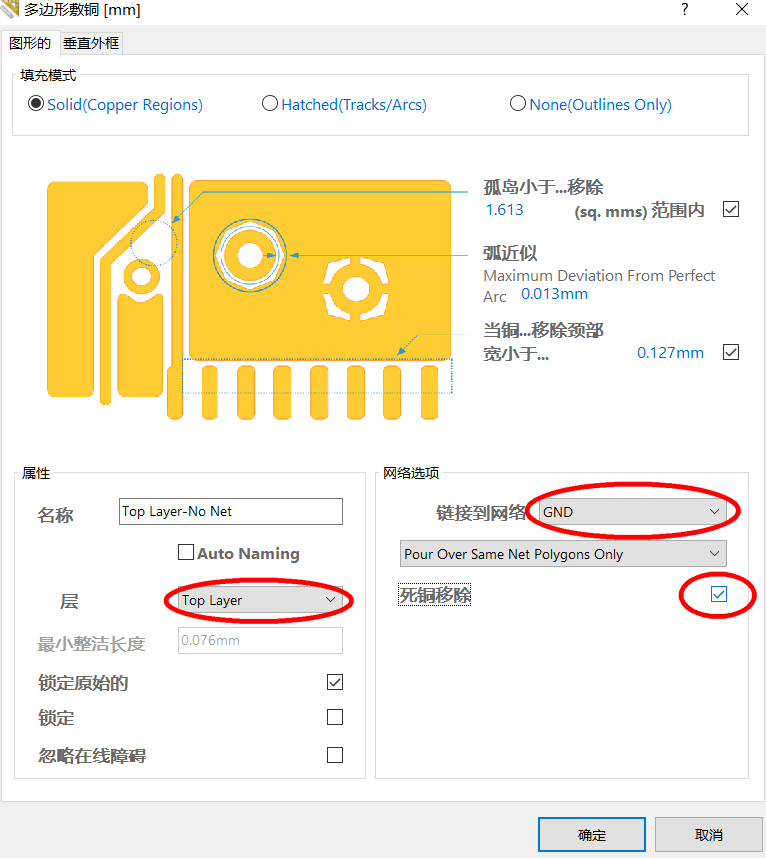 多边形敷铜 [mm]
?
图形的 垂直外框
填充模式
Solid(Copper Regions) Hatched(Tracks/Arcs) None(Outlines Only)
孤岛小于...移除
1.613 (sq. mms) 范围内
弧近似
Maximum Deviation From Perfect
Arc 0.013mm
当铜...移除颈部
宽小于... 0.127mm
属性
名称 Top Layer-No Net
Auto Naming
层 Top Layer
最小整洁长度 0.076mm
锁定原始的
锁定
忽略在线障碍
网络选项
链接到网络 GND
Pour Over Same Net Polygons Only
死铜移除
确定 取消